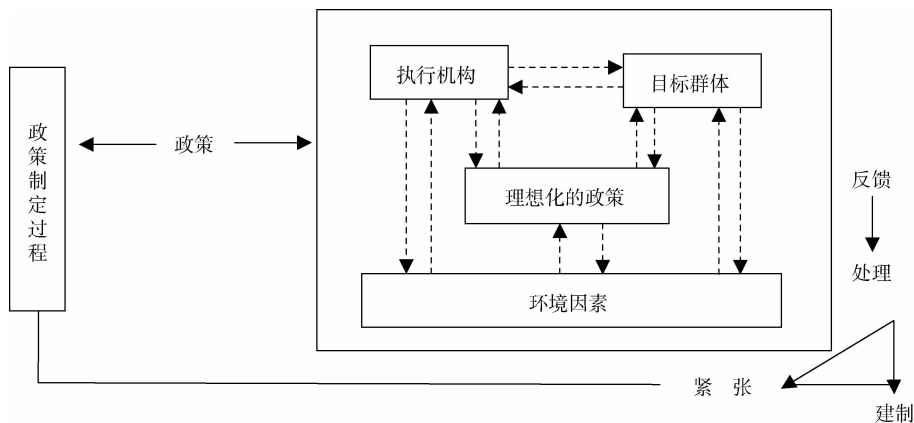 政策制定过程
政策
执行机构
目标群体
理想化的政策
环境因素
反馈
处理
紧 张
建制